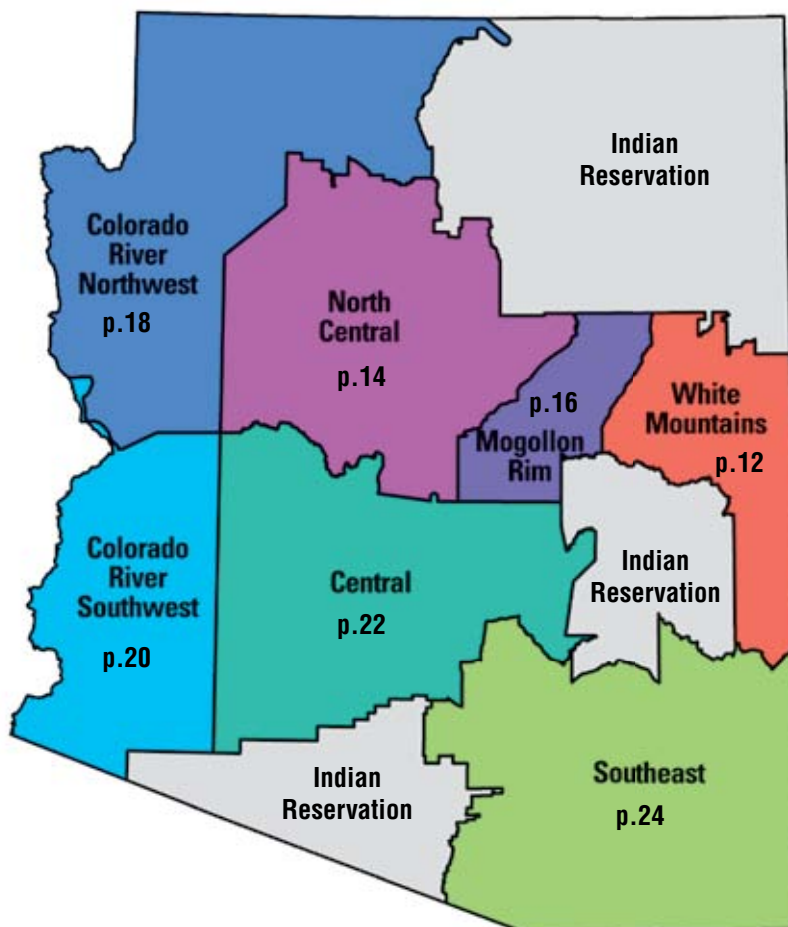 Indian
Reservation
Colorado
River
Northwest
p.18
North
Central
p.14
p.16
Mogollon
Rim
White
Mountains
p.12
Colorado
River
Southwest
p.20
Central
p.22
Indian
Reservation
Indian
Reservation
Southeast
p.24